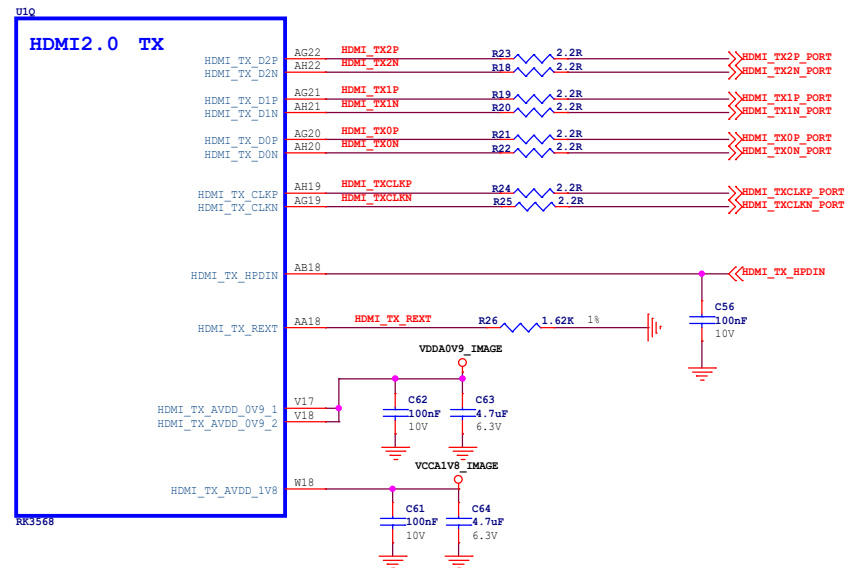 U1Q
HDMI2.0 TX
HDMI_TX_D2P AG22 HDMI_TX2P R23 2.2R HDMI_TX2P_PORT
HDMI_TX_D2N AH22 HDMI_TX2N R18 2.2R HDMI_TX2N_PORT
HDMI_TX_D1P AG21 HDMI_TX1P R19 2.2R HDMI_TX1P_PORT
HDMI_TX_D1N AH21 HDMI_TX1N R20 2.2R HDMI_TX1N_PORT
HDMI_TX_D0P AG20 HDMI_TX0P R21 2.2R HDMI_TX0P_PORT
HDMI_TX_D0N AH20 HDMI_TX0N R22 2.2R HDMI_TX0N_PORT
HDMI_TX_CLKP AH19 HDMI_TXCLKP R24 2.2R HDMI_TXCLKP_PORT
HDMI_TX_CLKN AG19 HDMI_TXCLKN R25 2.2R HDMI_TXCLKN_PORT
HDMI_TX_HPDIN AB18 HDMI_TX_HPDIN
C56
100nF
10V
HDMI_TX_REXT AA18 HDMI_TX_REXT R26 1.62K 1%
VDDA0V9_IMAGE
C62 C63
100nF 4.7uF
10V 6.3V
HDMI_TX_AVDD_0V9_1 V17
HDMI_TX_AVDD_0V9_2 V18
VCCA1V8_IMAGE
HDMI_TX_AVDD_1V8 W18
C61 C64
100nF 4.7uF
10V 6.3V
RK3568